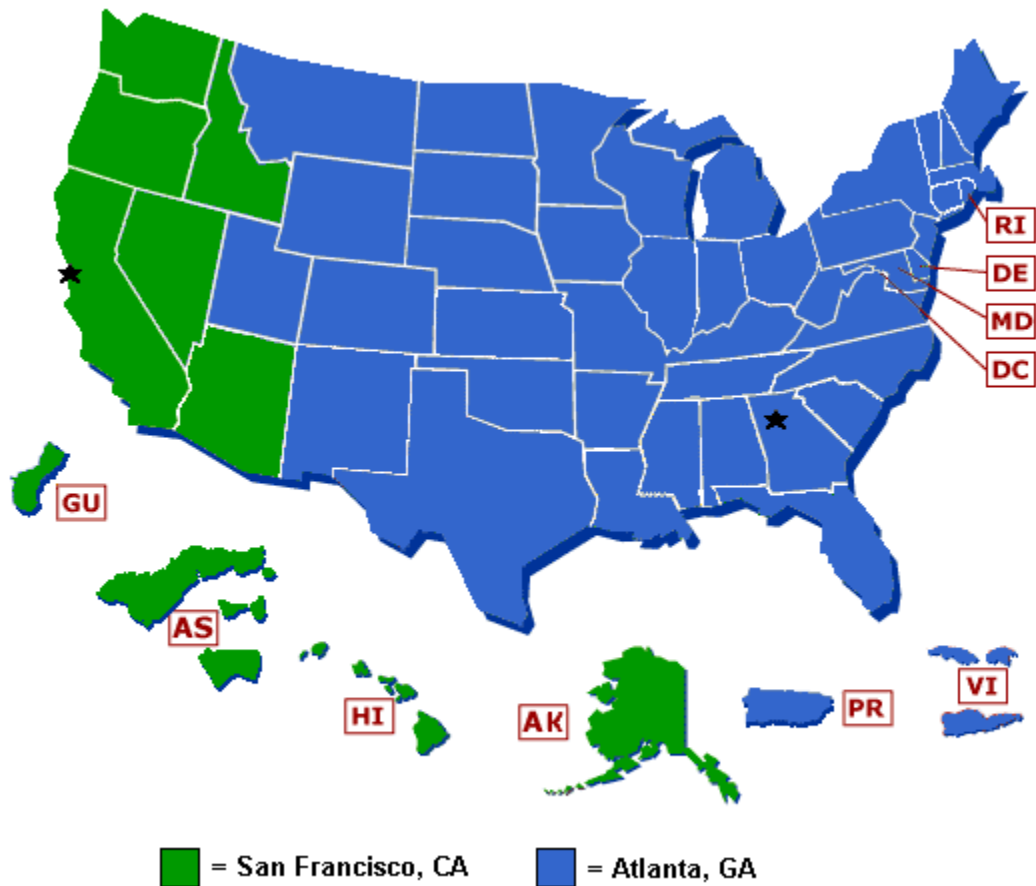 RI
DE
MD
DC
GU
AS
HI
AK
PR
VI
= San Francisco, CA
= Atlanta, GA